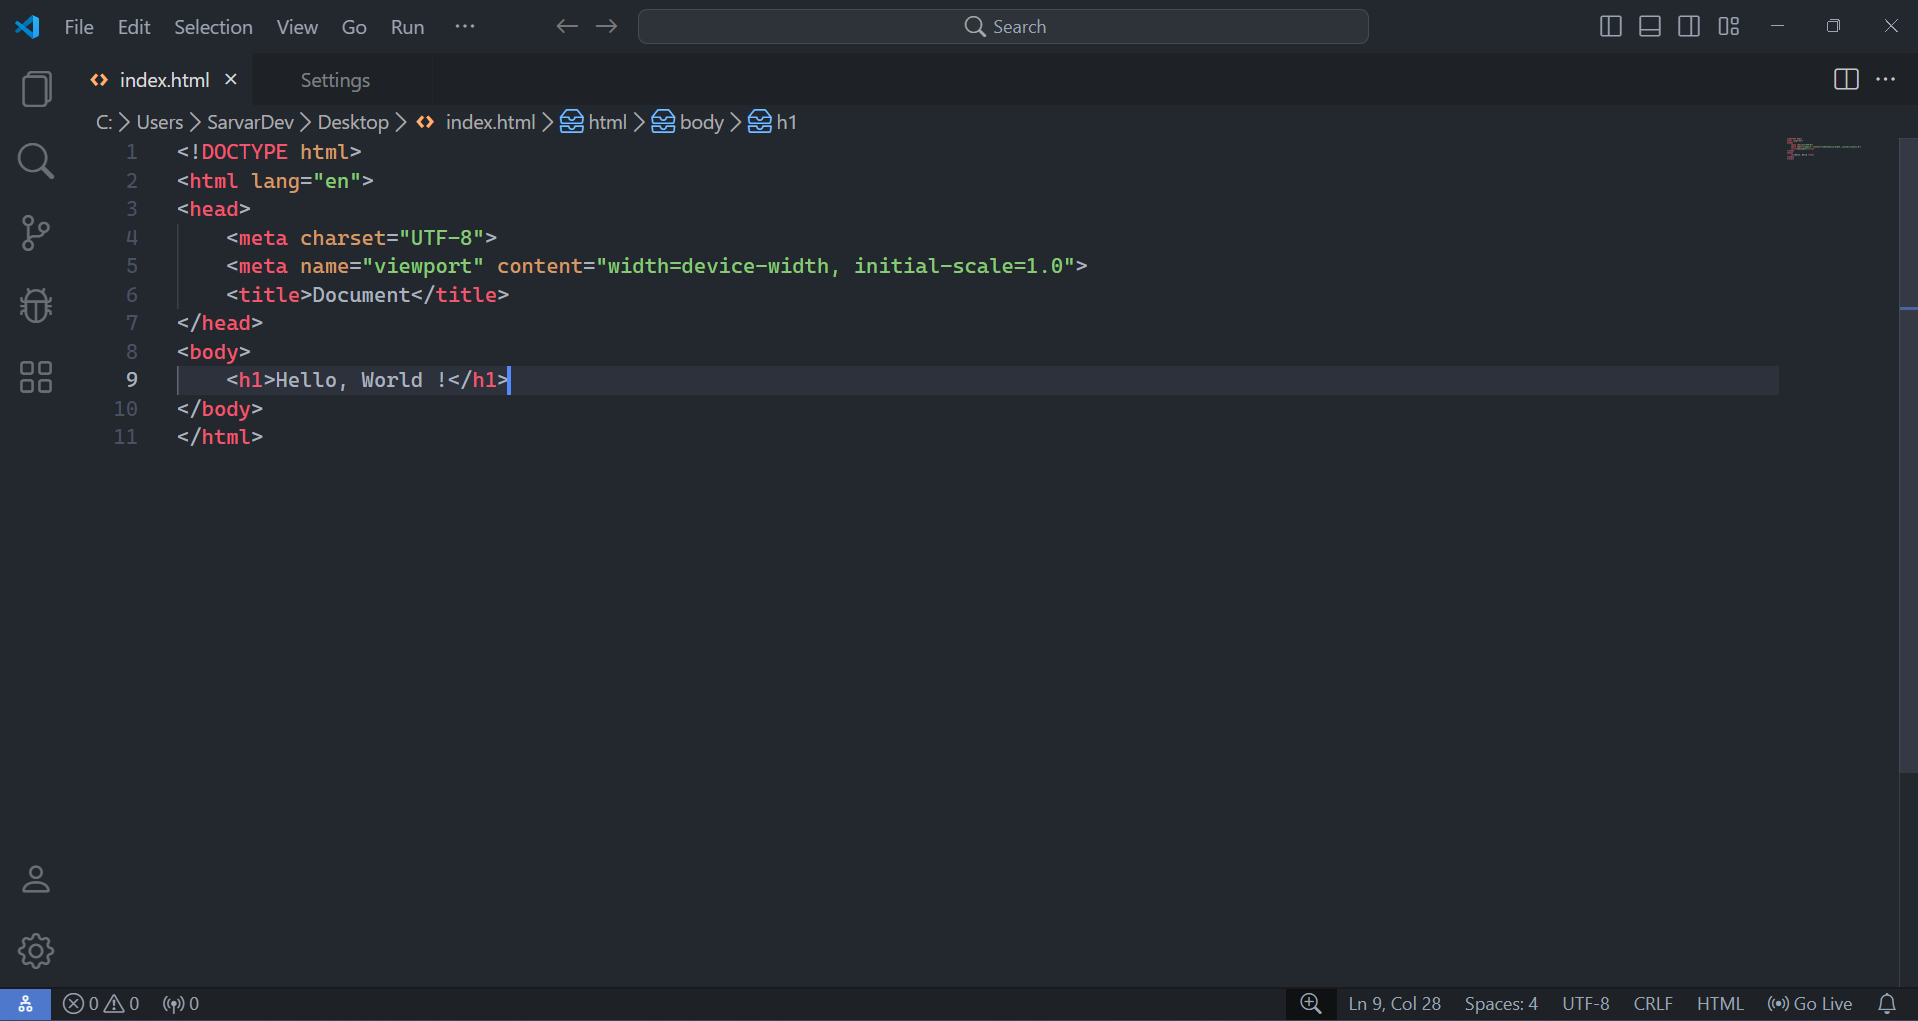 File Edit Selection View Go Run ··· Search
index.html Settings
C: > Users > SarvarDev > Desktop > index.html > html > body > h1
1 <!DOCTYPE html>
2 <html lang="en">
3 <head>
4     <meta charset="UTF-8">
5     <meta name="viewport" content="width=device-width, initial-scale=1.0">
6     <title>Document</title>
7 </head>
8 <body>
9     <h1>Hello, World !</h1>
10 </body>
11 </html>
0 0 0 Ln 9, Col 28 Spaces: 4 UTF-8 CRLF HTML Go Live